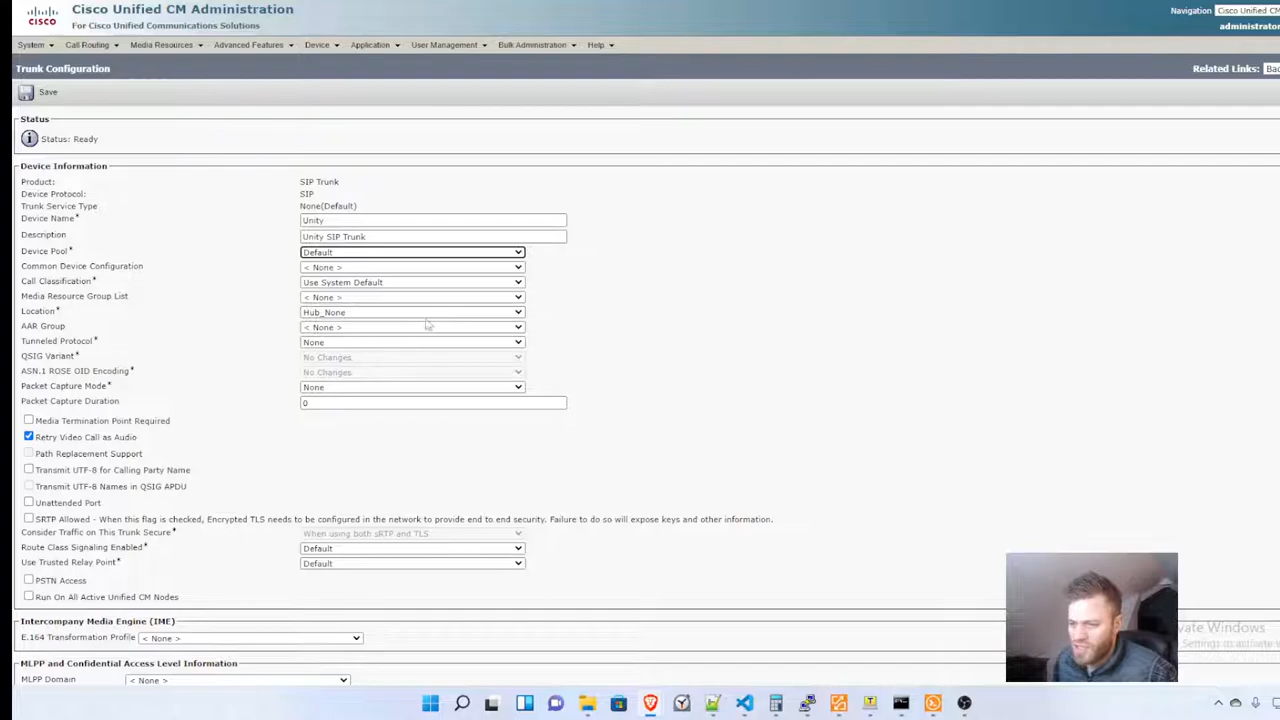 CISCO
Cisco Unified CM Administration
For Cisco Unified Communications Solutions
Navigation Cisco Unified CM
administrator
System Call Routing Media Resources Advanced Features Device Application User Management Bulk Administration Help
Trunk Configuration
Related Links: Bac
Save
Status
Status: Ready
Device Information
Product: SIP Trunk
Device Protocol: SIP
Trunk Service Type None(Default)
Device Name* Unity
Description Unity SIP Trunk
Device Pool* Default
Common Device Configuration < None >
Call Classification* Use System Default
Media Resource Group List < None >
Location* Hub_None
AAR Group < None >
Tunneled Protocol* None
QSIG Variant* No Changes
ASN.1 ROSE OID Encoding* No Changes
Packet Capture Mode* None
Packet Capture Duration 0
Media Termination Point Required
Retry Video Call as Audio
Path Replacement Support
Transmit UTF-8 for Calling Party Name
Transmit UTF-8 Names in QSIG APDU
Unattended Port
SRTP Allowed - When this flag is checked, Encrypted TLS needs to be configured in the network to provide end to end security. Failure to do so will expose keys and other information.
Consider Traffic on This Trunk Secure* When using both sRTP and TLS
Route Class Signaling Enabled* Default
Use Trusted Relay Point* Default
PSTN Access
Run On All Active Unified CM Nodes
Intercompany Media Engine (IME)
E.164 Transformation Profile < None >
MLPP and Confidential Access Level Information
MLPP Domain < None >
vate Windows
Settings to activate